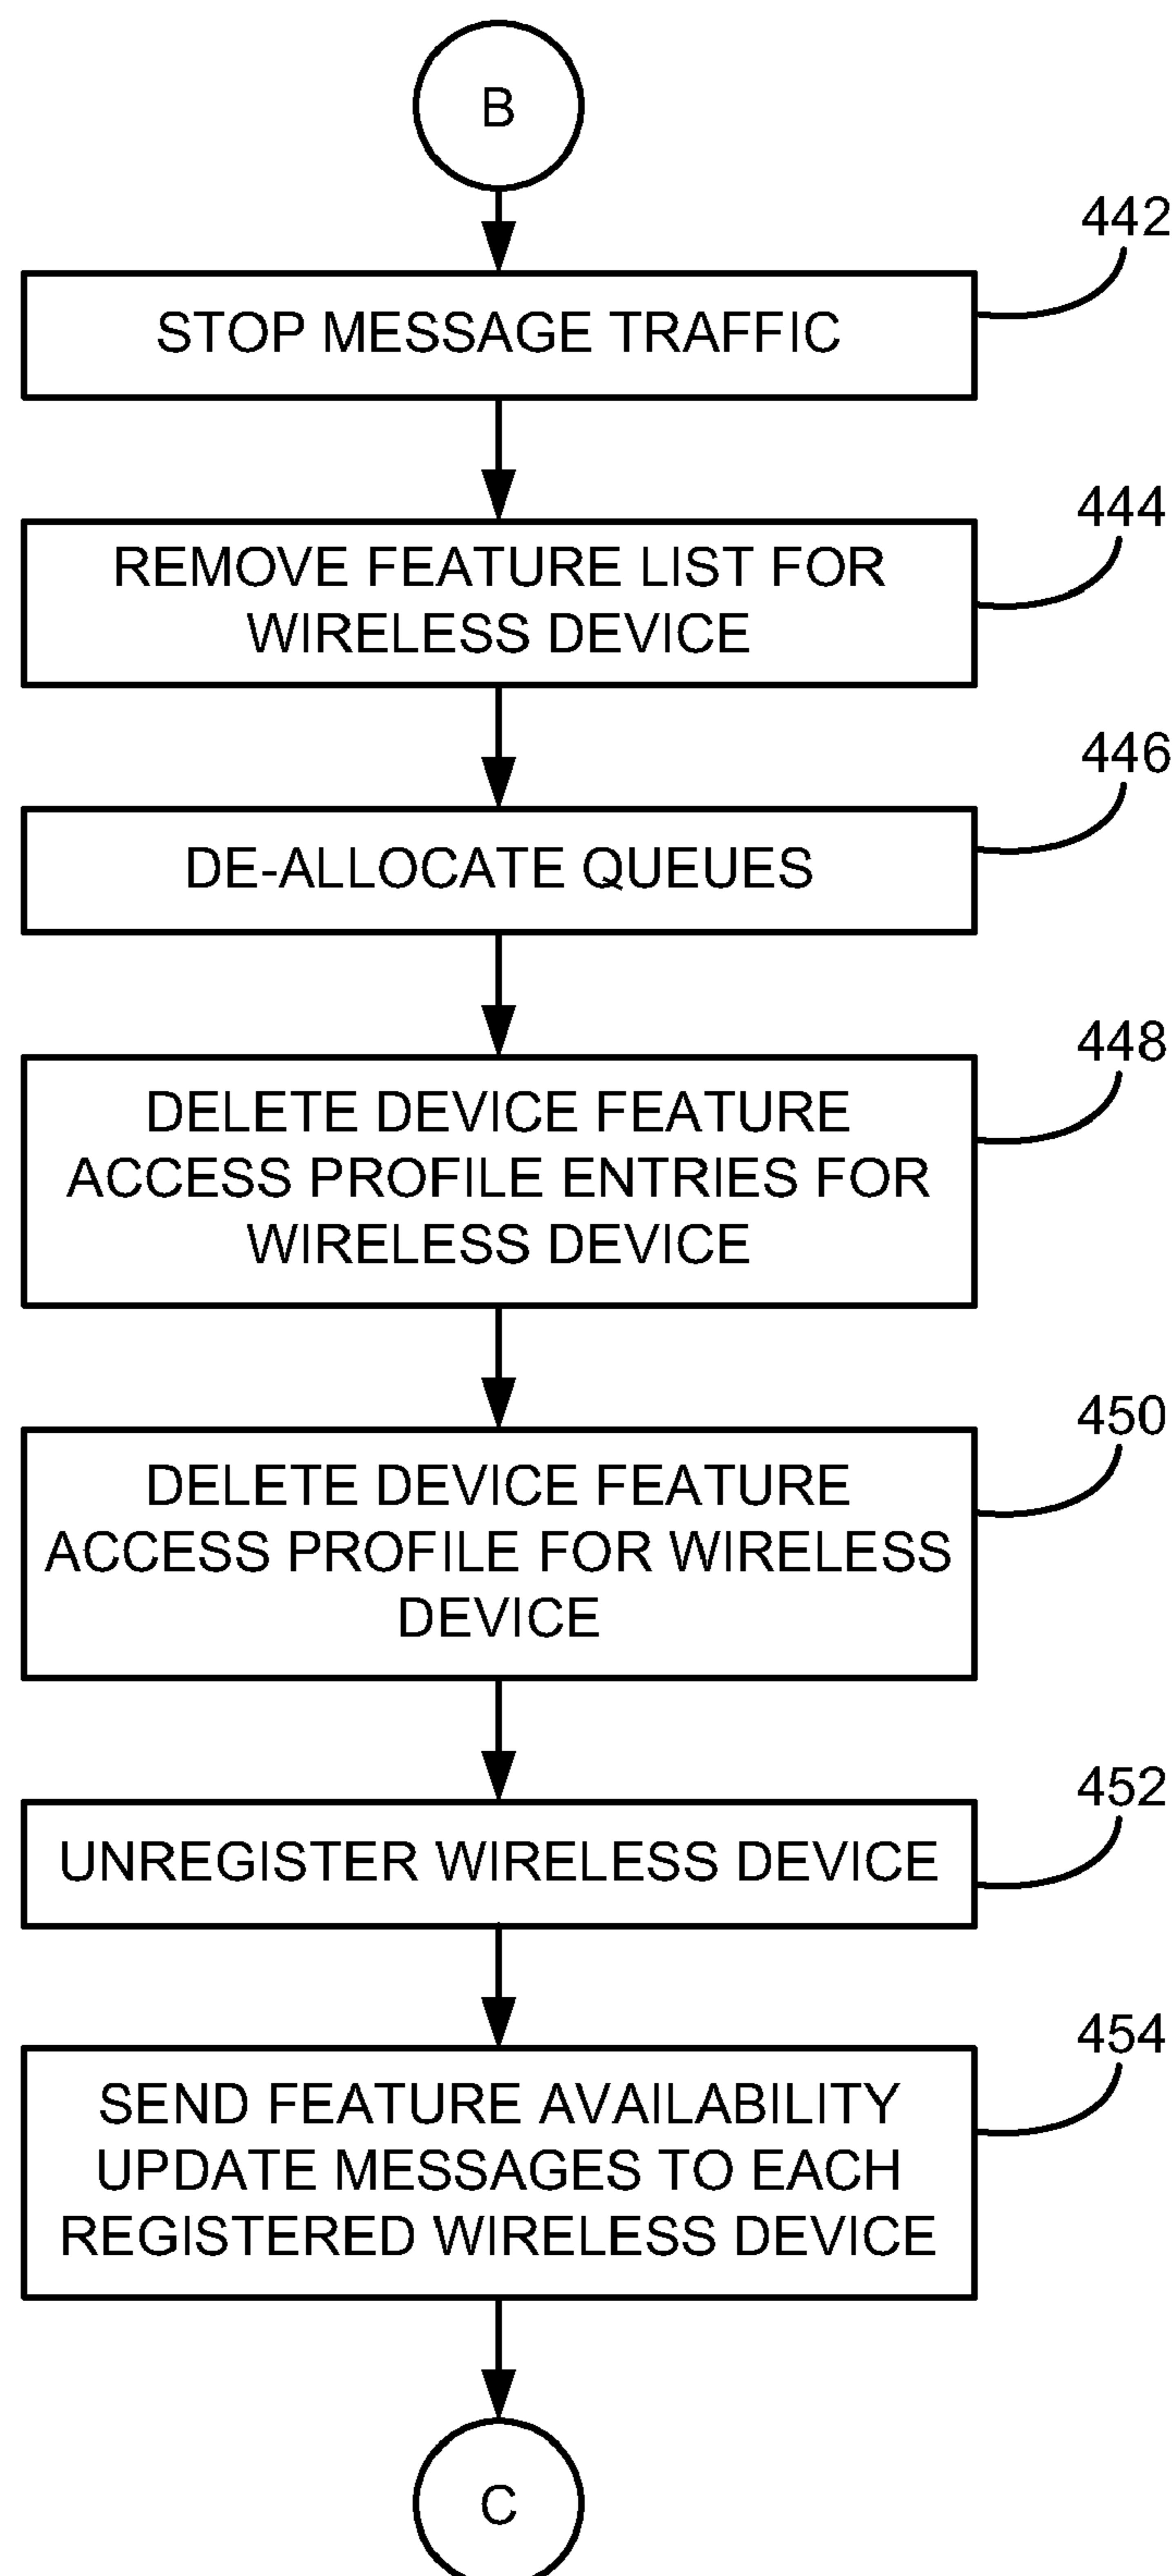 B
442
STOP MESSAGE TRAFFIC
444
REMOVE FEATURE LIST FOR
WIRELESS DEVICE
446
DE-ALLOCATE QUEUES
448
DELETE DEVICE FEATURE
ACCESS PROFILE ENTRIES FOR
WIRELESS DEVICE
450
DELETE DEVICE FEATURE
ACCESS PROFILE FOR WIRELESS
DEVICE
452
UNREGISTER WIRELESS DEVICE
454
SEND FEATURE AVAILABILITY
UPDATE MESSAGES TO EACH
REGISTERED WIRELESS DEVICE
C